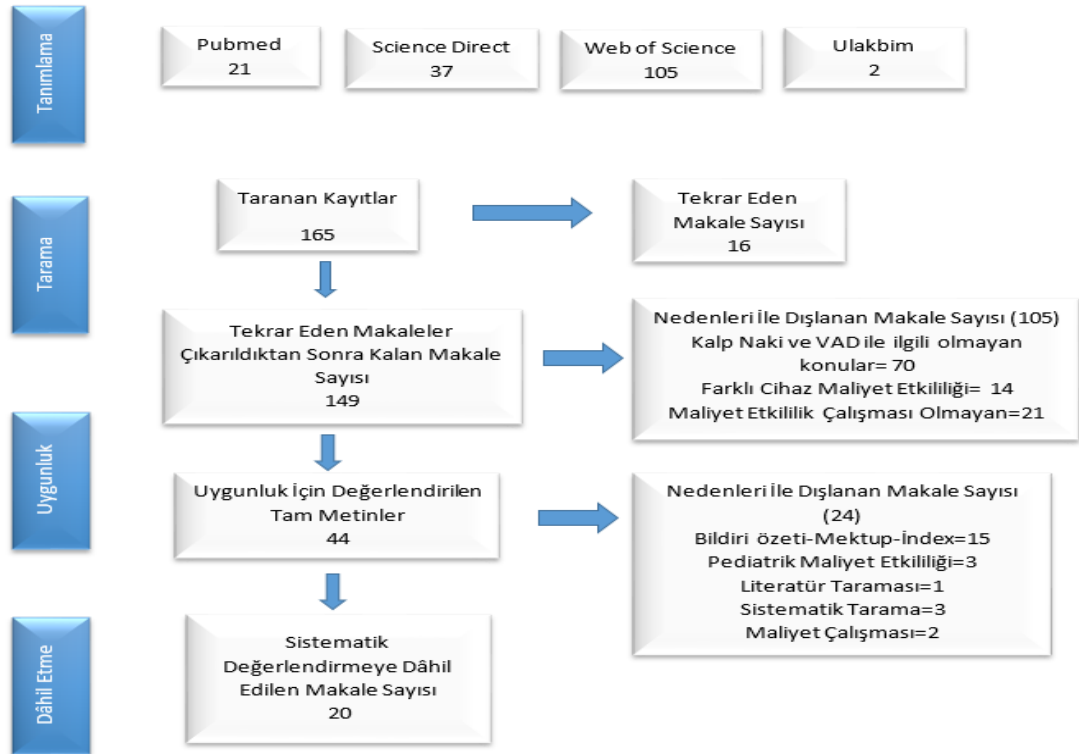 Tanımlama
Pubmed
21
Science Direct
37
Web of Science
105
Ulakbim
2
Tarama
Taranan Kayıtlar
165
Tekrar Eden
Makale Sayısı
16
Tekrar Eden Makaleler
Çıkarıldıktan Sonra Kalan Makale
Sayısı
149
Nedenleri İle Dışlanan Makale Sayısı (105)
Kalp Naki ve VAD ile ilgili olmayan
konular= 70
Farklı Cihaz Maliyet Etkililiği= 14
Maliyet Etkililik Çalışması Olmayan=21
Uygunluk
Uygunluk İçin Değerlendirilen
Tam Metinler
44
Nedenleri İle Dışlanan Makale Sayısı
(24)
Bildiri özeti-Mektup-İndex=15
Pediatrik Maliyet Etkililiği=3
Literatür Taraması=1
Sistematik Tarama=3
Maliyet Çalışması=2
Dâhil Etme
Sistematik
Değerlendirmeye Dâhil
Edilen Makale Sayısı
20